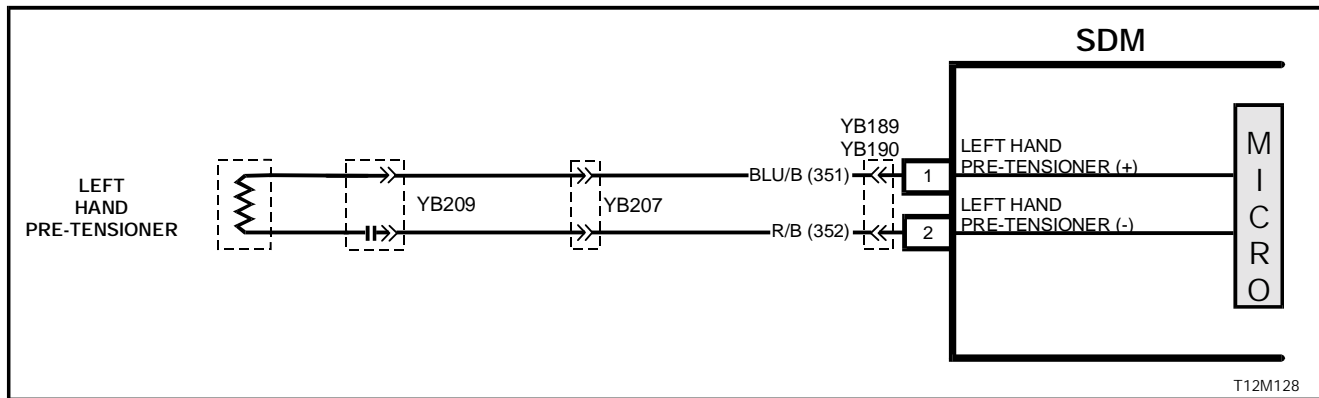 SDM
YB189
YB190
LEFT HAND
PRE-TENSIONER (+)
BLU/B (351)
1
LEFT
HAND
PRE-TENSIONER
YB209
YB207
LEFT HAND
PRE-TENSIONER (-)
R/B (352)
2
MICRO
T12M128